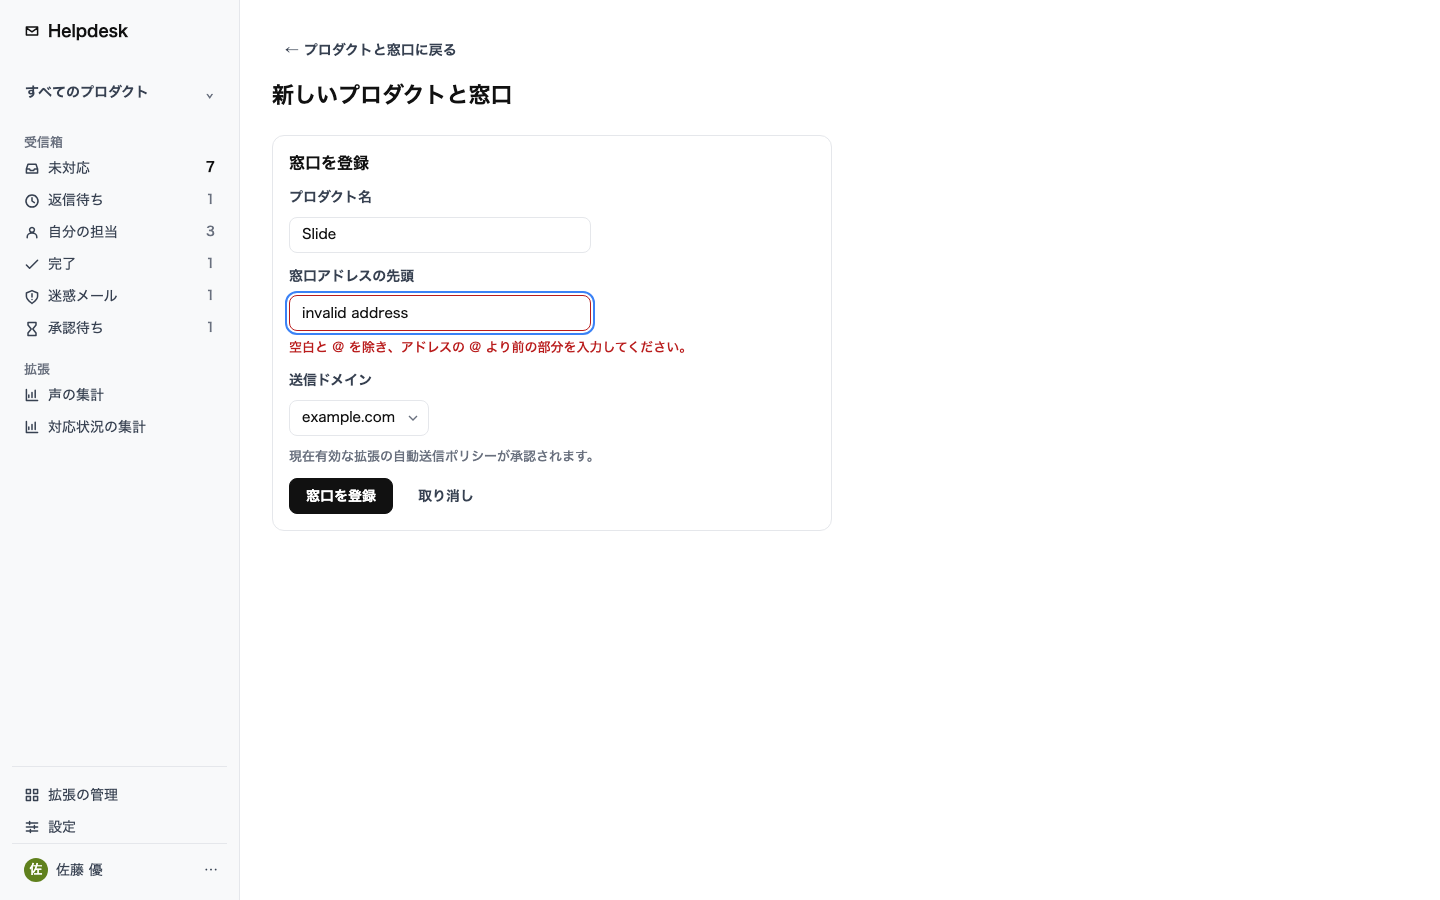 Helpdesk
すべてのプロダクト
受信箱
未対応 7
返信待ち 1
自分の担当 3
完了 1
迷惑メール 1
承認待ち 1
拡張
声の集計
対応状況の集計
拡張の管理
設定
佐 佐藤 優 ...
← プロダクトと窓口に戻る
新しいプロダクトと窓口
窓口を登録
プロダクト名
Slide
窓口アドレスの先頭
invalid address
空白と @ を除き、アドレスの @ より前の部分を入力してください。
送信ドメイン
example.com
現在有効な拡張の自動送信ポリシーが承認されます。
窓口を登録 取り消し